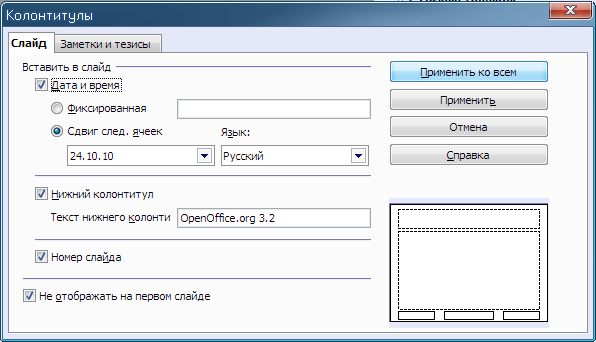 Колонтитулы
Слайд
Заметки и тезисы
Вставить в слайд
Дата и время
Фиксированная
Сдвиг след. ячеек
Язык:
24.10.10
Русский
Нижний колонтитул
Текст нижнего колонти
OpenOffice.org 3.2
Номер слайда
Не отображать на первом слайде
Применить ко всем
Применить
Отмена
Справка